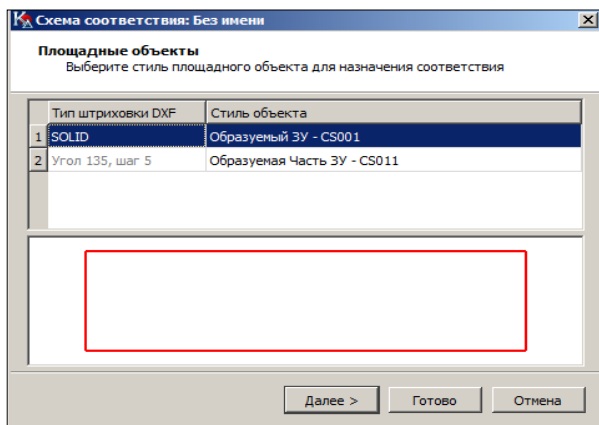 Схема соответствия: Без имени
Площадные объекты
Выберите стиль площадного объекта для назначения соответствия
Тип штриховки DXF Стиль объекта
1 SOLID Образуемый ЗУ - CS001
2 Угол 135, шаг 5 Образуемая Часть ЗУ - CS011
Далее > Готово Отмена